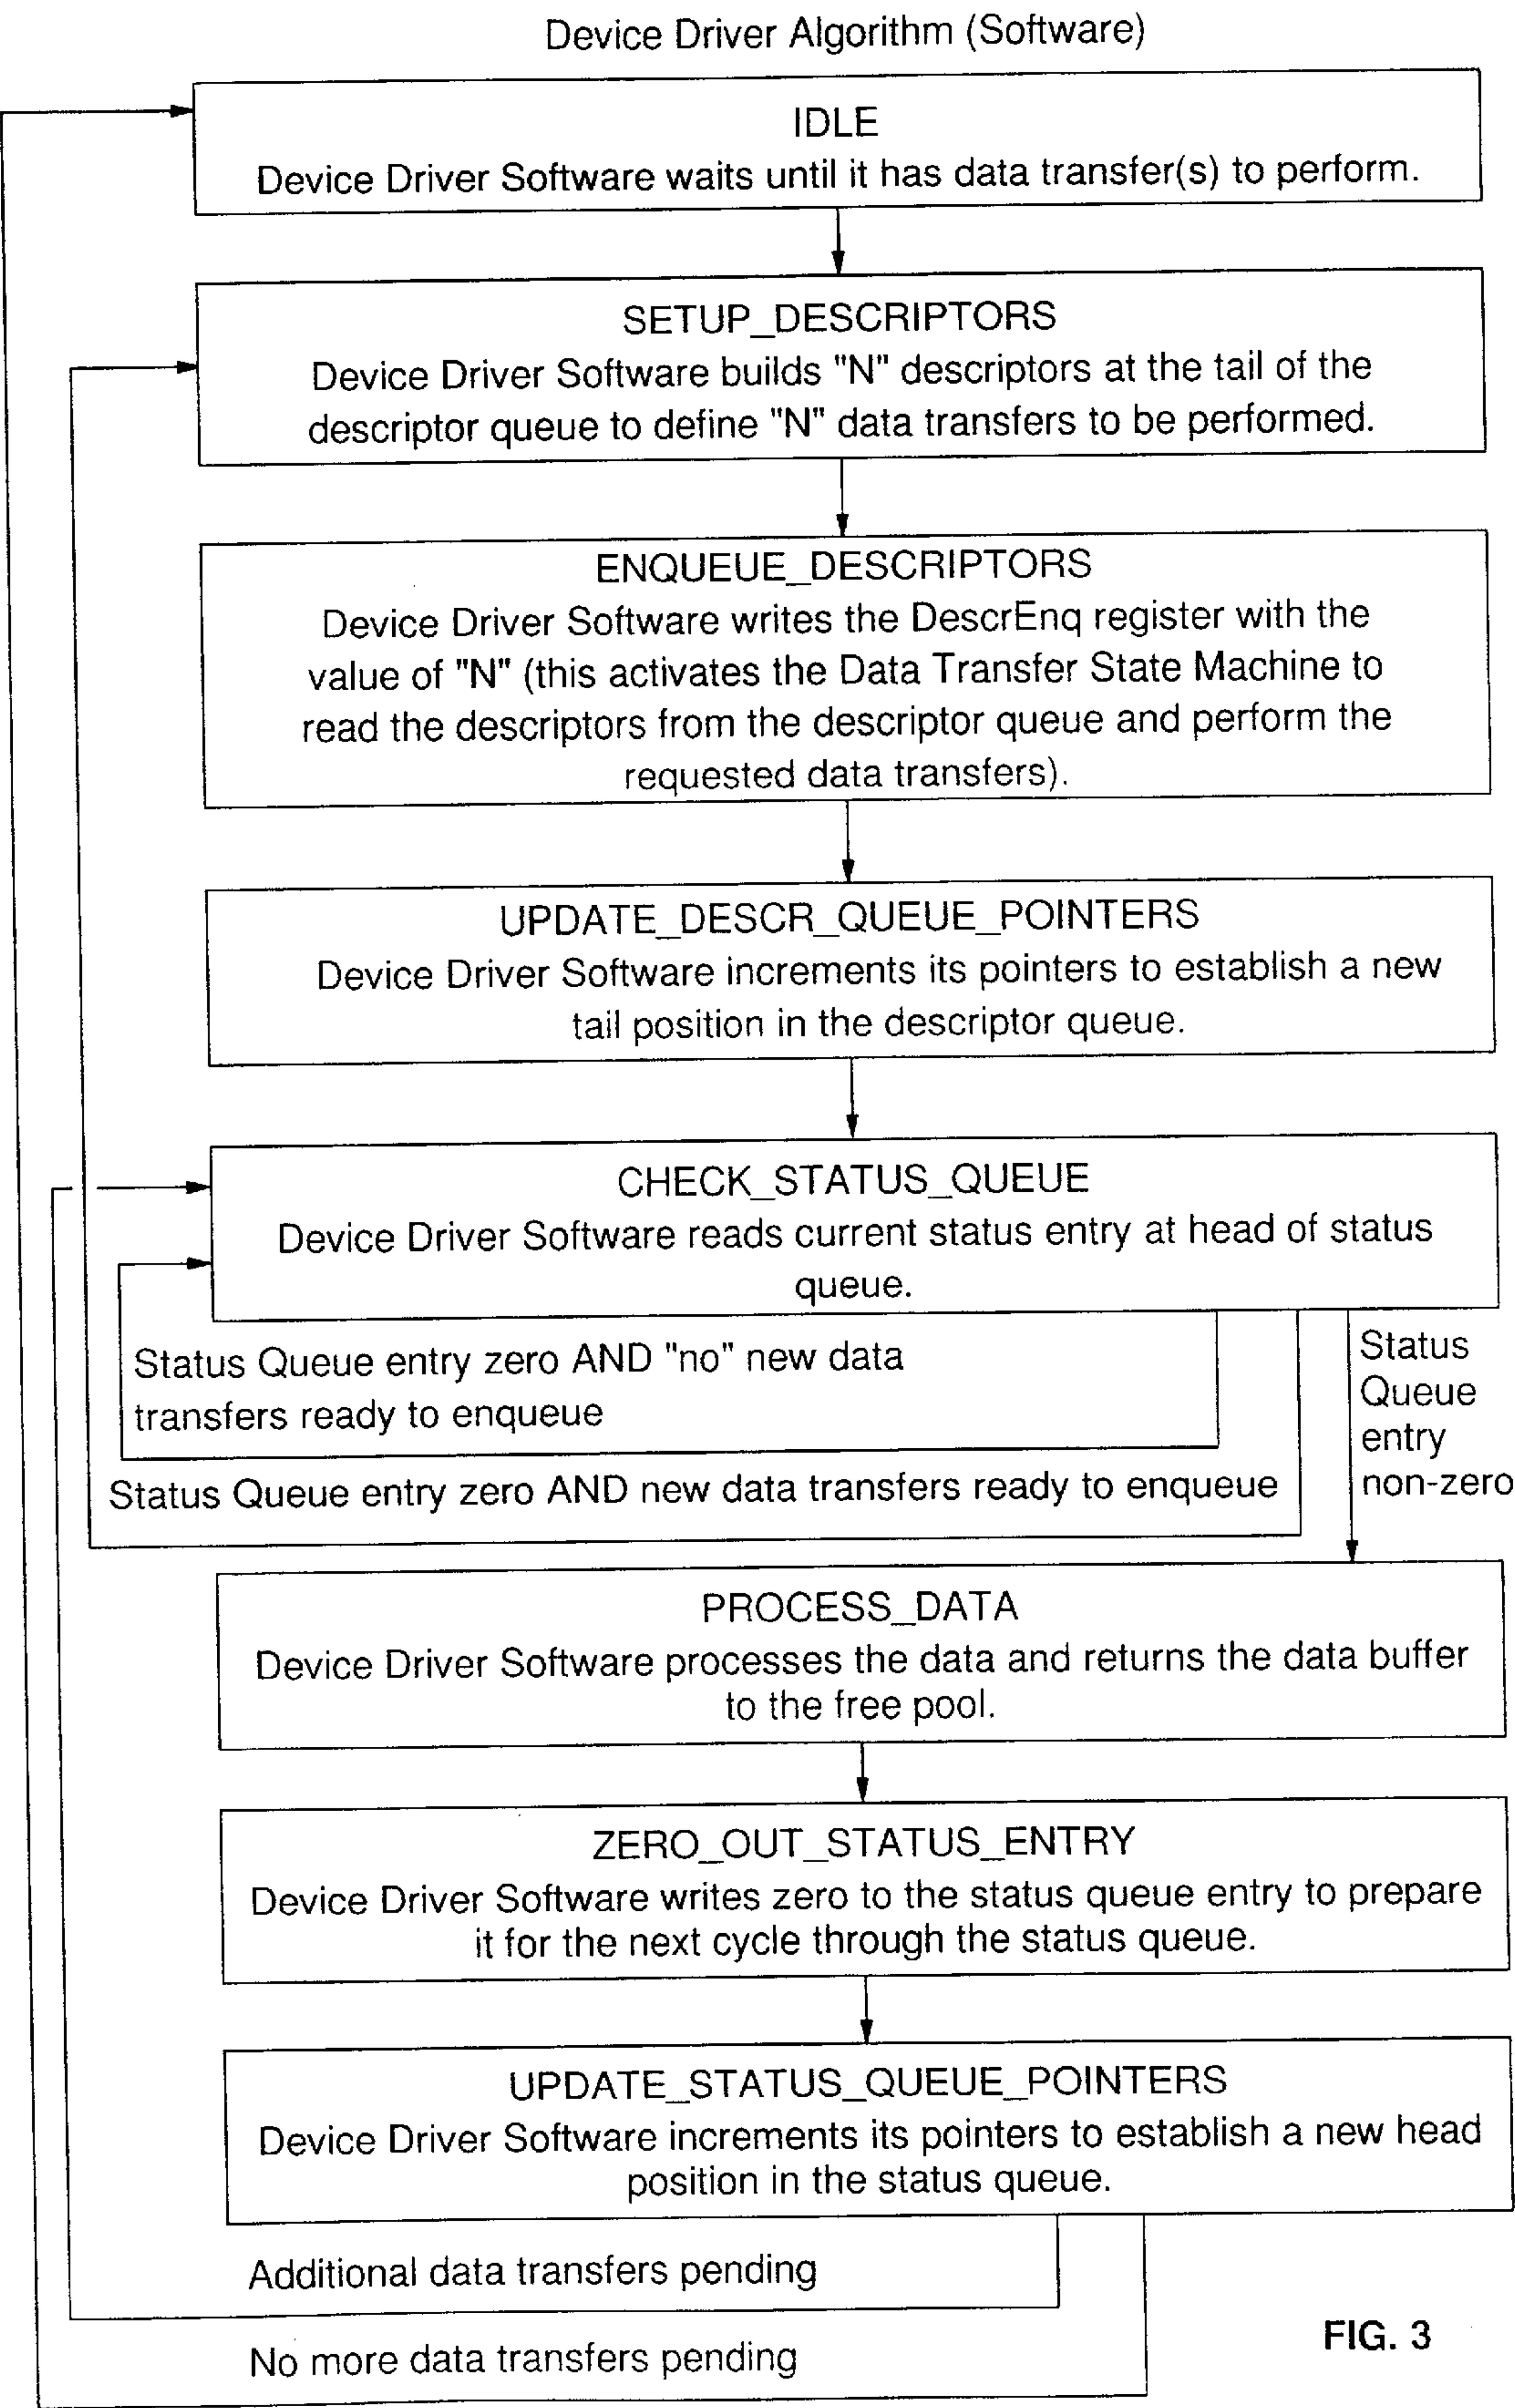 Device Driver Algorithm (Software)
IDLE
Device Driver Software waits until it has data transfer(s) to perform.
SETUP_DESCRIPTORS
Device Driver Software builds "N" descriptors at the tail of the
descriptor queue to define "N" data transfers to be performed.
ENQUEUE_DESCRIPTORS
Device Driver Software writes the DescrEnq register with the
value of "N" (this activates the Data Transfer State Machine to
read the descriptors from the descriptor queue and perform the
requested data transfers).
UPDATE_DESCR_QUEUE_POINTERS
Device Driver Software increments its pointers to establish a new
tail position in the descriptor queue.
CHECK_STATUS_QUEUE
Device Driver Software reads current status entry at head of status
queue.
Status Queue entry zero AND "no" new data
transfers ready to enqueue
Status Queue entry zero AND new data transfers ready to enqueue
Status
Queue
entry
non-zero
PROCESS_DATA
Device Driver Software processes the data and returns the data buffer
to the free pool.
ZERO_OUT_STATUS_ENTRY
Device Driver Software writes zero to the status queue entry to prepare
it for the next cycle through the status queue.
UPDATE_STATUS_QUEUE_POINTERS
Device Driver Software increments its pointers to establish a new head
position in the status queue.
Additional data transfers pending
No more data transfers pending
FIG. 3